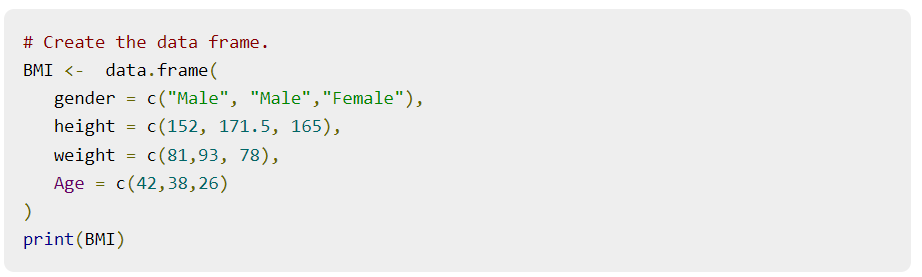 # Create the data frame.
BMI <-  data.frame(
   gender = c("Male", "Male","Female"),
   height = c(152, 171.5, 165),
   weight = c(81,93, 78),
   Age = c(42,38,26)
)
print(BMI)